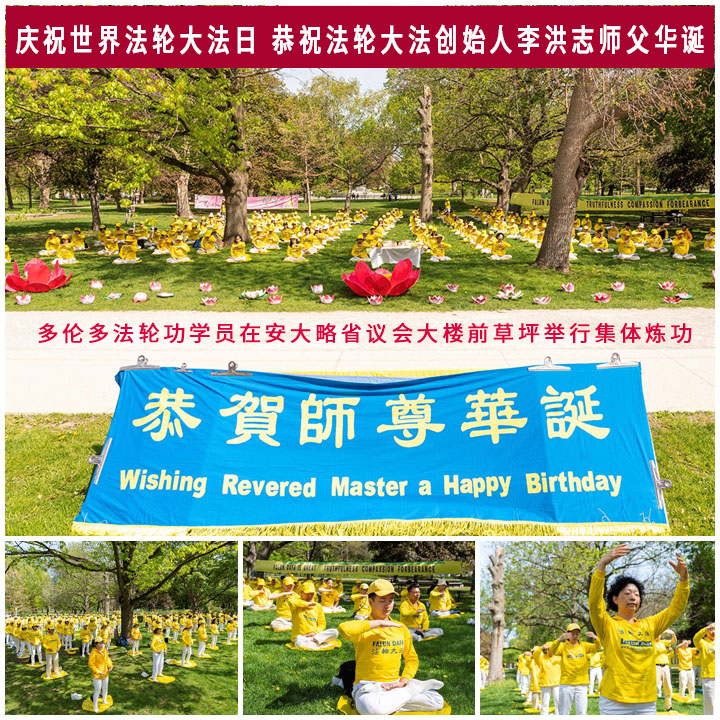 庆祝世界法轮大法日 恭祝法轮大法创始人李洪志师父华诞
FALUN DAFA
TRUTHFULNESS COMPASSION FORBEARANCE
多伦多法轮功学员在安大略省议会大楼前草坪举行集体炼功
恭賀師尊華誕
Wishing Revered Master a Happy Birthday
FALUN DAFA IS GREAT TRUTHFULNESS COMPASSION FORBEARANCE
FALUN DAFA
法輪大法